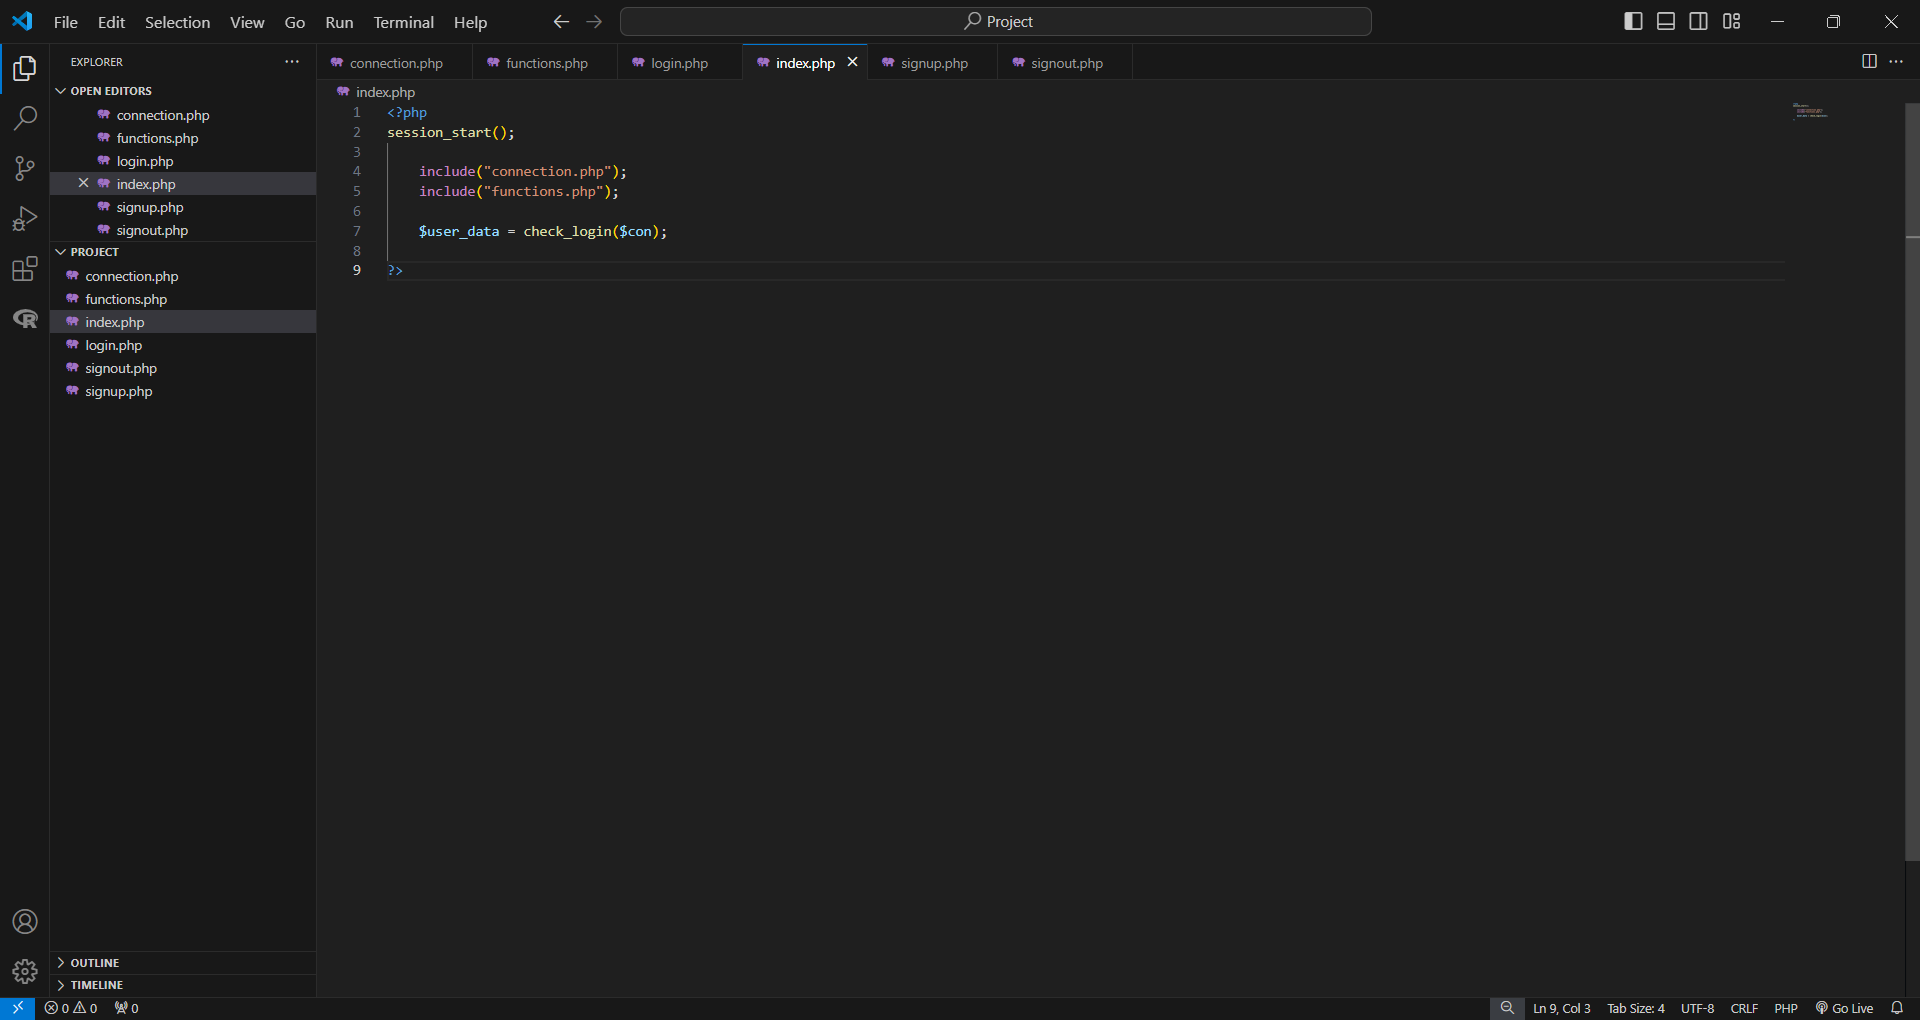 File Edit Selection View Go Run Terminal Help Project
EXPLORER
OPEN EDITORS
connection.php
functions.php
login.php
index.php
signup.php
signout.php
PROJECT
connection.php
functions.php
index.php
login.php
signout.php
signup.php
OUTLINE
TIMELINE
connection.php functions.php login.php index.php signup.php signout.php
index.php
1 <?php
2 session_start();
3
4 include("connection.php");
5 include("functions.php");
6
7 $user_data = check_login($con);
8
9 ?>
0 0 0 Ln 9, Col 3 Tab Size: 4 UTF-8 CRLF PHP Go Live